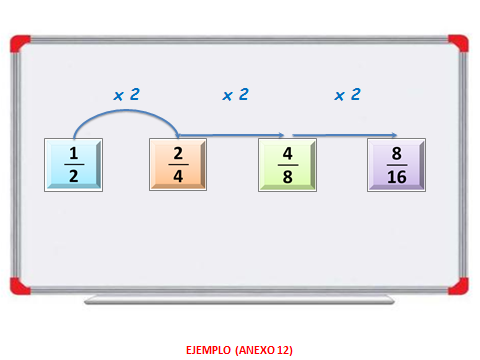 x 2 x 2 x 2
1/2 2/4 4/8 8/16
EJEMPLO (ANEXO 12)